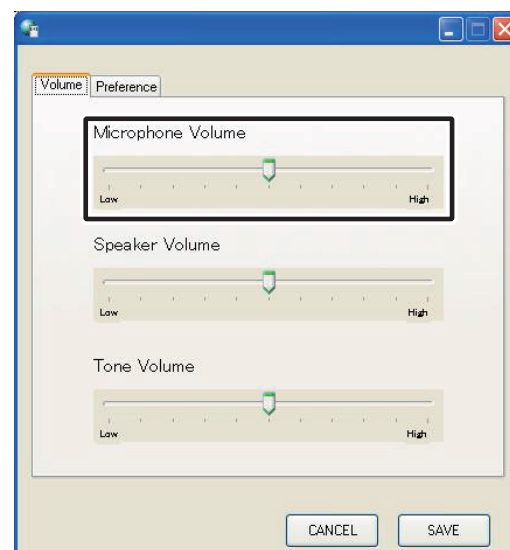 Volume Preference
Microphone Volume
Low High
Speaker Volume
Low High
Tone Volume
Low High
CANCEL SAVE